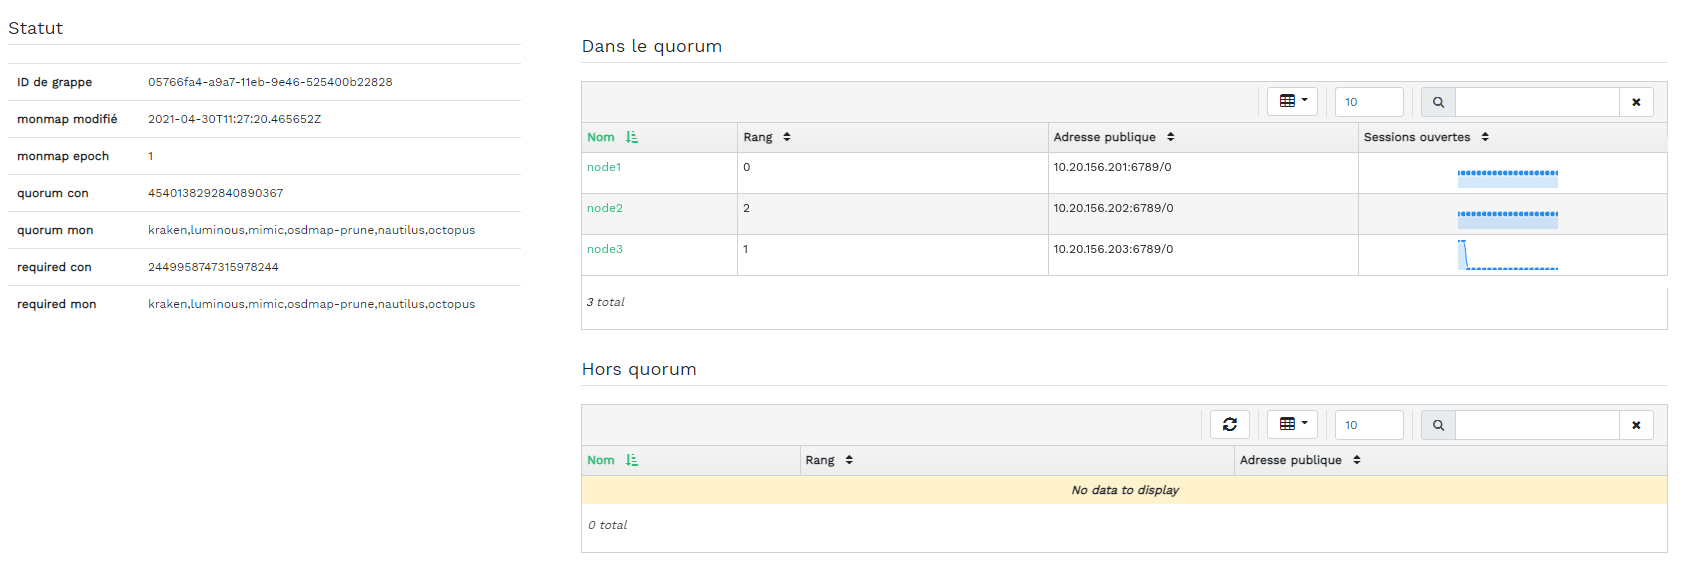 Statut
ID de grappe 05766fa4-a9a7-11eb-9e46-525400b22828
monmap modifié 2021-04-30T11:27:20.465652Z
monmap epoch 1
quorum con 4540138292840890367
quorum mon kraken,luminous,mimic,osdmap-prune,nautilus,octopus
required con 2449958747315978244
required mon kraken,luminous,mimic,osdmap-prune,nautilus,octopus
Dans le quorum
10
Nom Rang Adresse publique Sessions ouvertes
node1 0 10.20.156.201:6789/0
node2 2 10.20.156.202:6789/0
node3 1 10.20.156.203:6789/0
3 total
Hors quorum
10
Nom Rang Adresse publique
No data to display
0 total